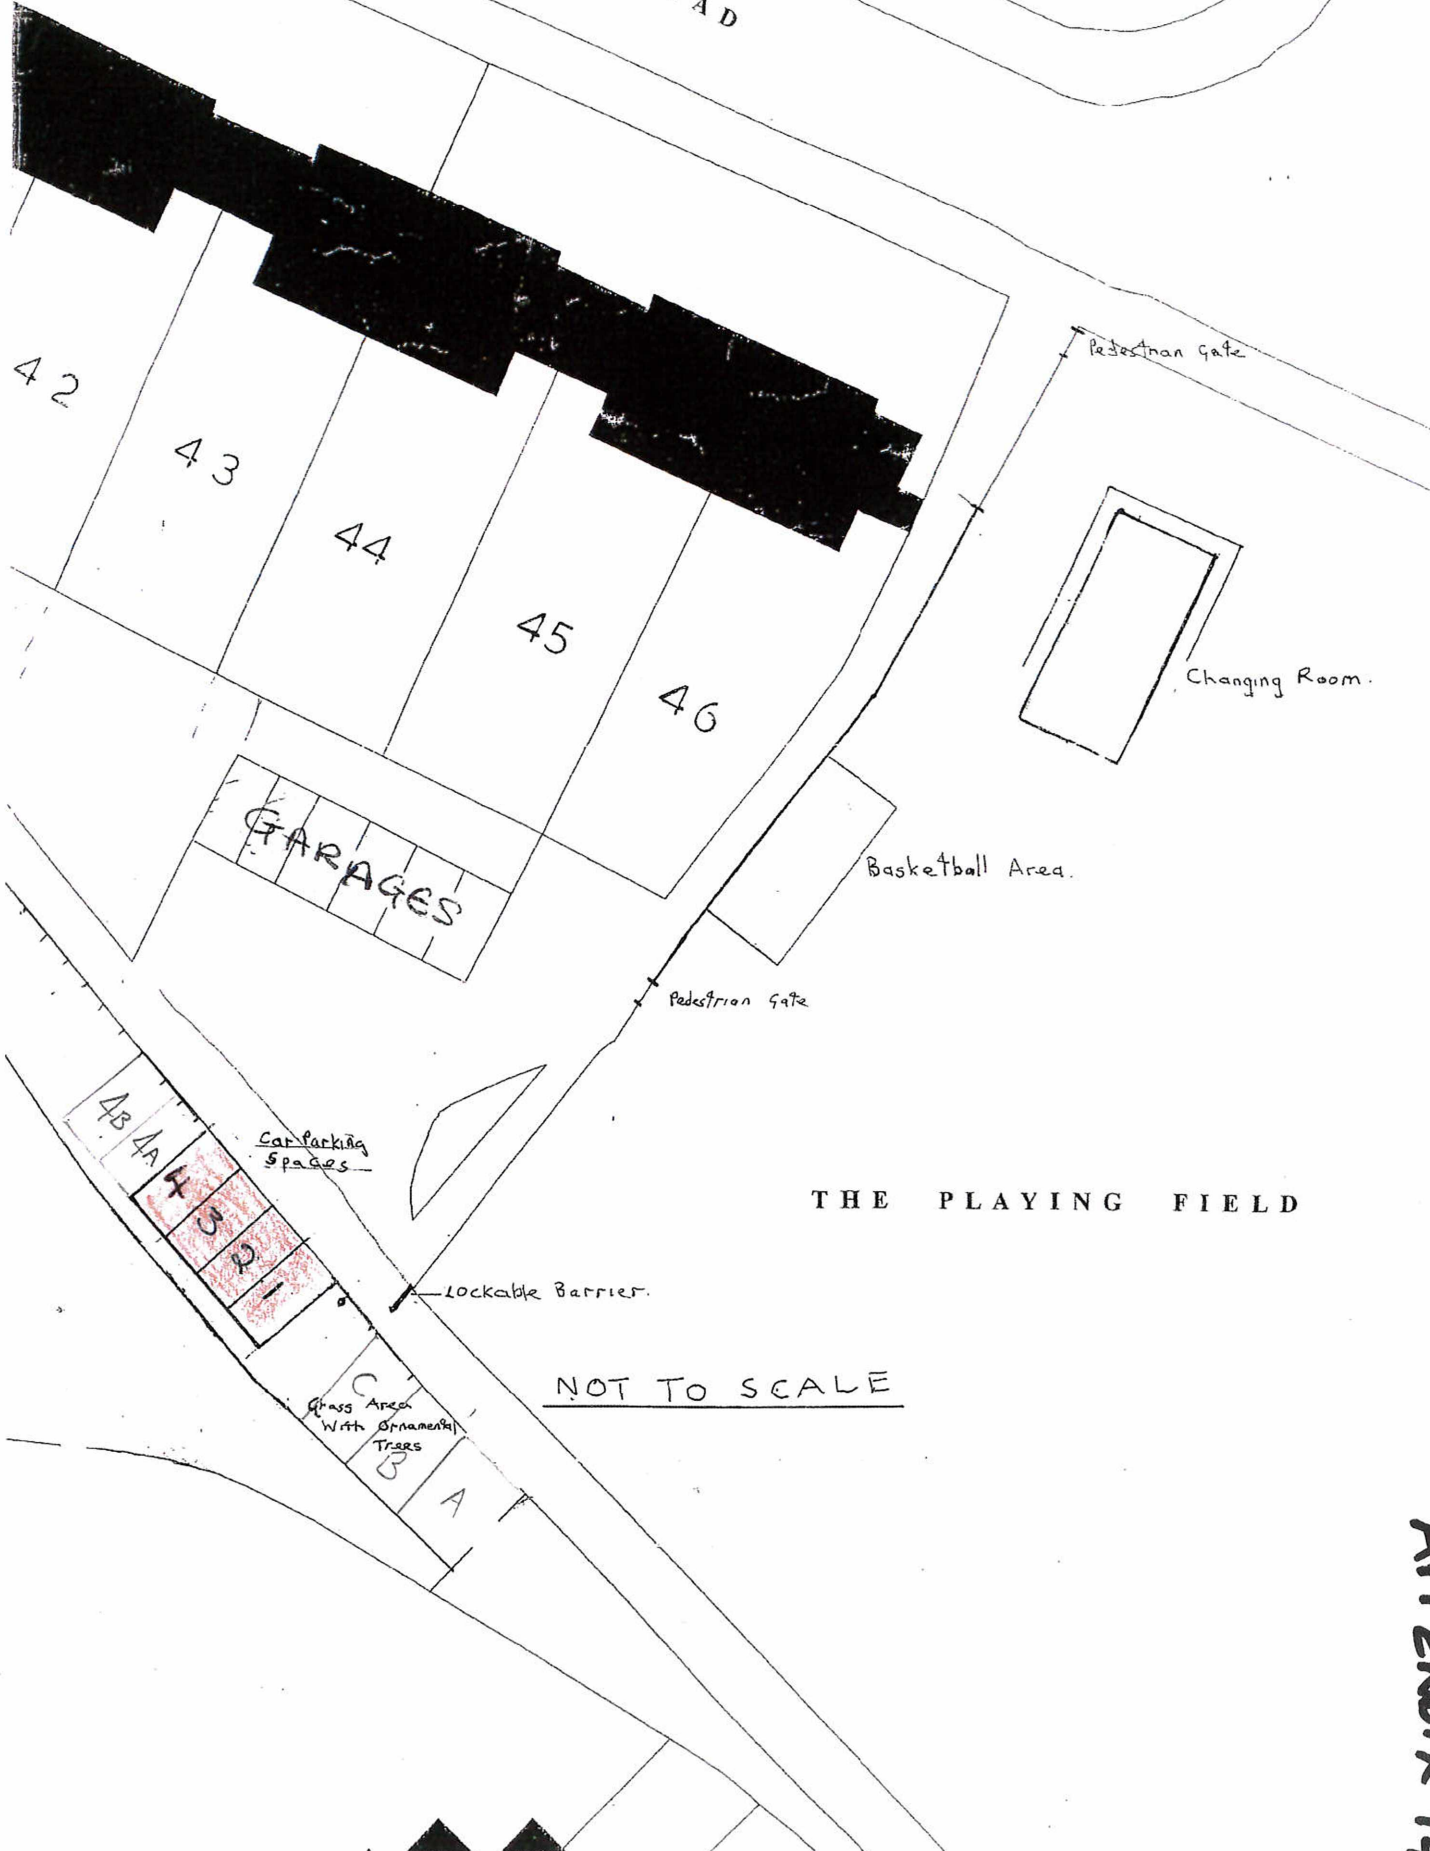 AD
Pedestrian Gate
42
43
44
45
46
Changing Room.
GARAGES
Basketball Area.
Pedestrian Gate
4B
4A
Car Parking
Spaces
4
3
2
1
THE PLAYING FIELD
Lockable Barrier.
NOT TO SCALE
C
Grass Area
With Ornamental
Trees
B
A